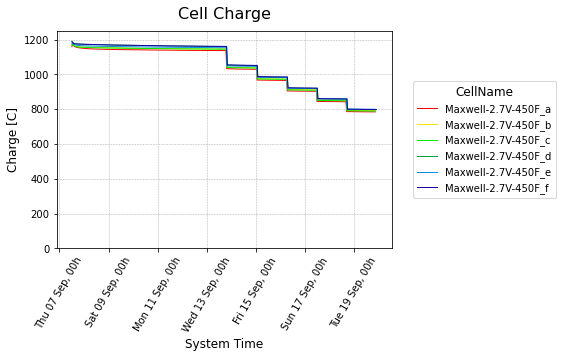 Cell Charge
Charge [C]
1200
1000
800
600
400
200
0
Thu 07 Sep, 00h
Sat 09 Sep, 00h
Mon 11 Sep, 00h
Wed 13 Sep, 00h
Fri 15 Sep, 00h
Sun 17 Sep, 00h
Tue 19 Sep, 00h
System Time
CellName
Maxwell-2.7V-450F_a
Maxwell-2.7V-450F_b
Maxwell-2.7V-450F_c
Maxwell-2.7V-450F_d
Maxwell-2.7V-450F_e
Maxwell-2.7V-450F_f